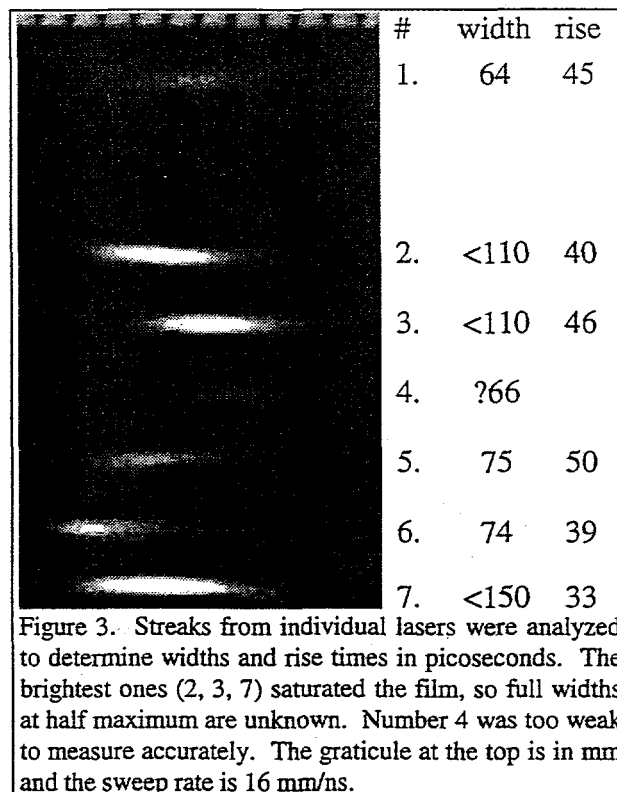 # width rise
1. 64 45
2. <110 40
3. <110 46
4. ?66
5. 75 50
6. 74 39
7. <150 33
Figure 3. Streaks from individual lasers were analyzed
to determine widths and rise times in picoseconds. The
brightest ones (2, 3, 7) saturated the film, so full widths
at half maximum are unknown. Number 4 was too weak
to measure accurately. The graticule at the top is in mm
and the sweep rate is 16 mm/ns.